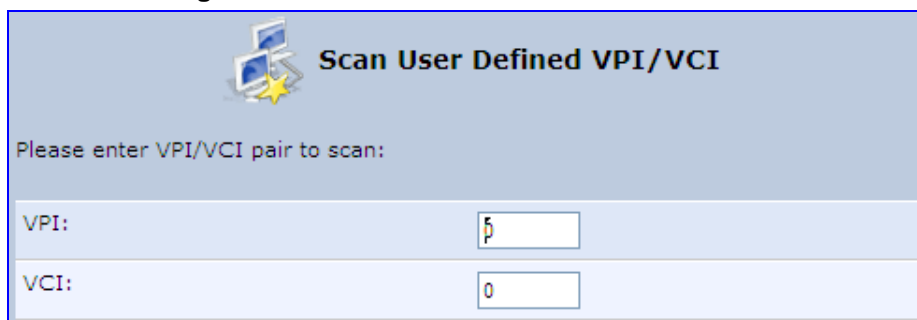 Scan User Defined VPI/VCI
Please enter VPI/VCI pair to scan:
VPI:
VCI: 0